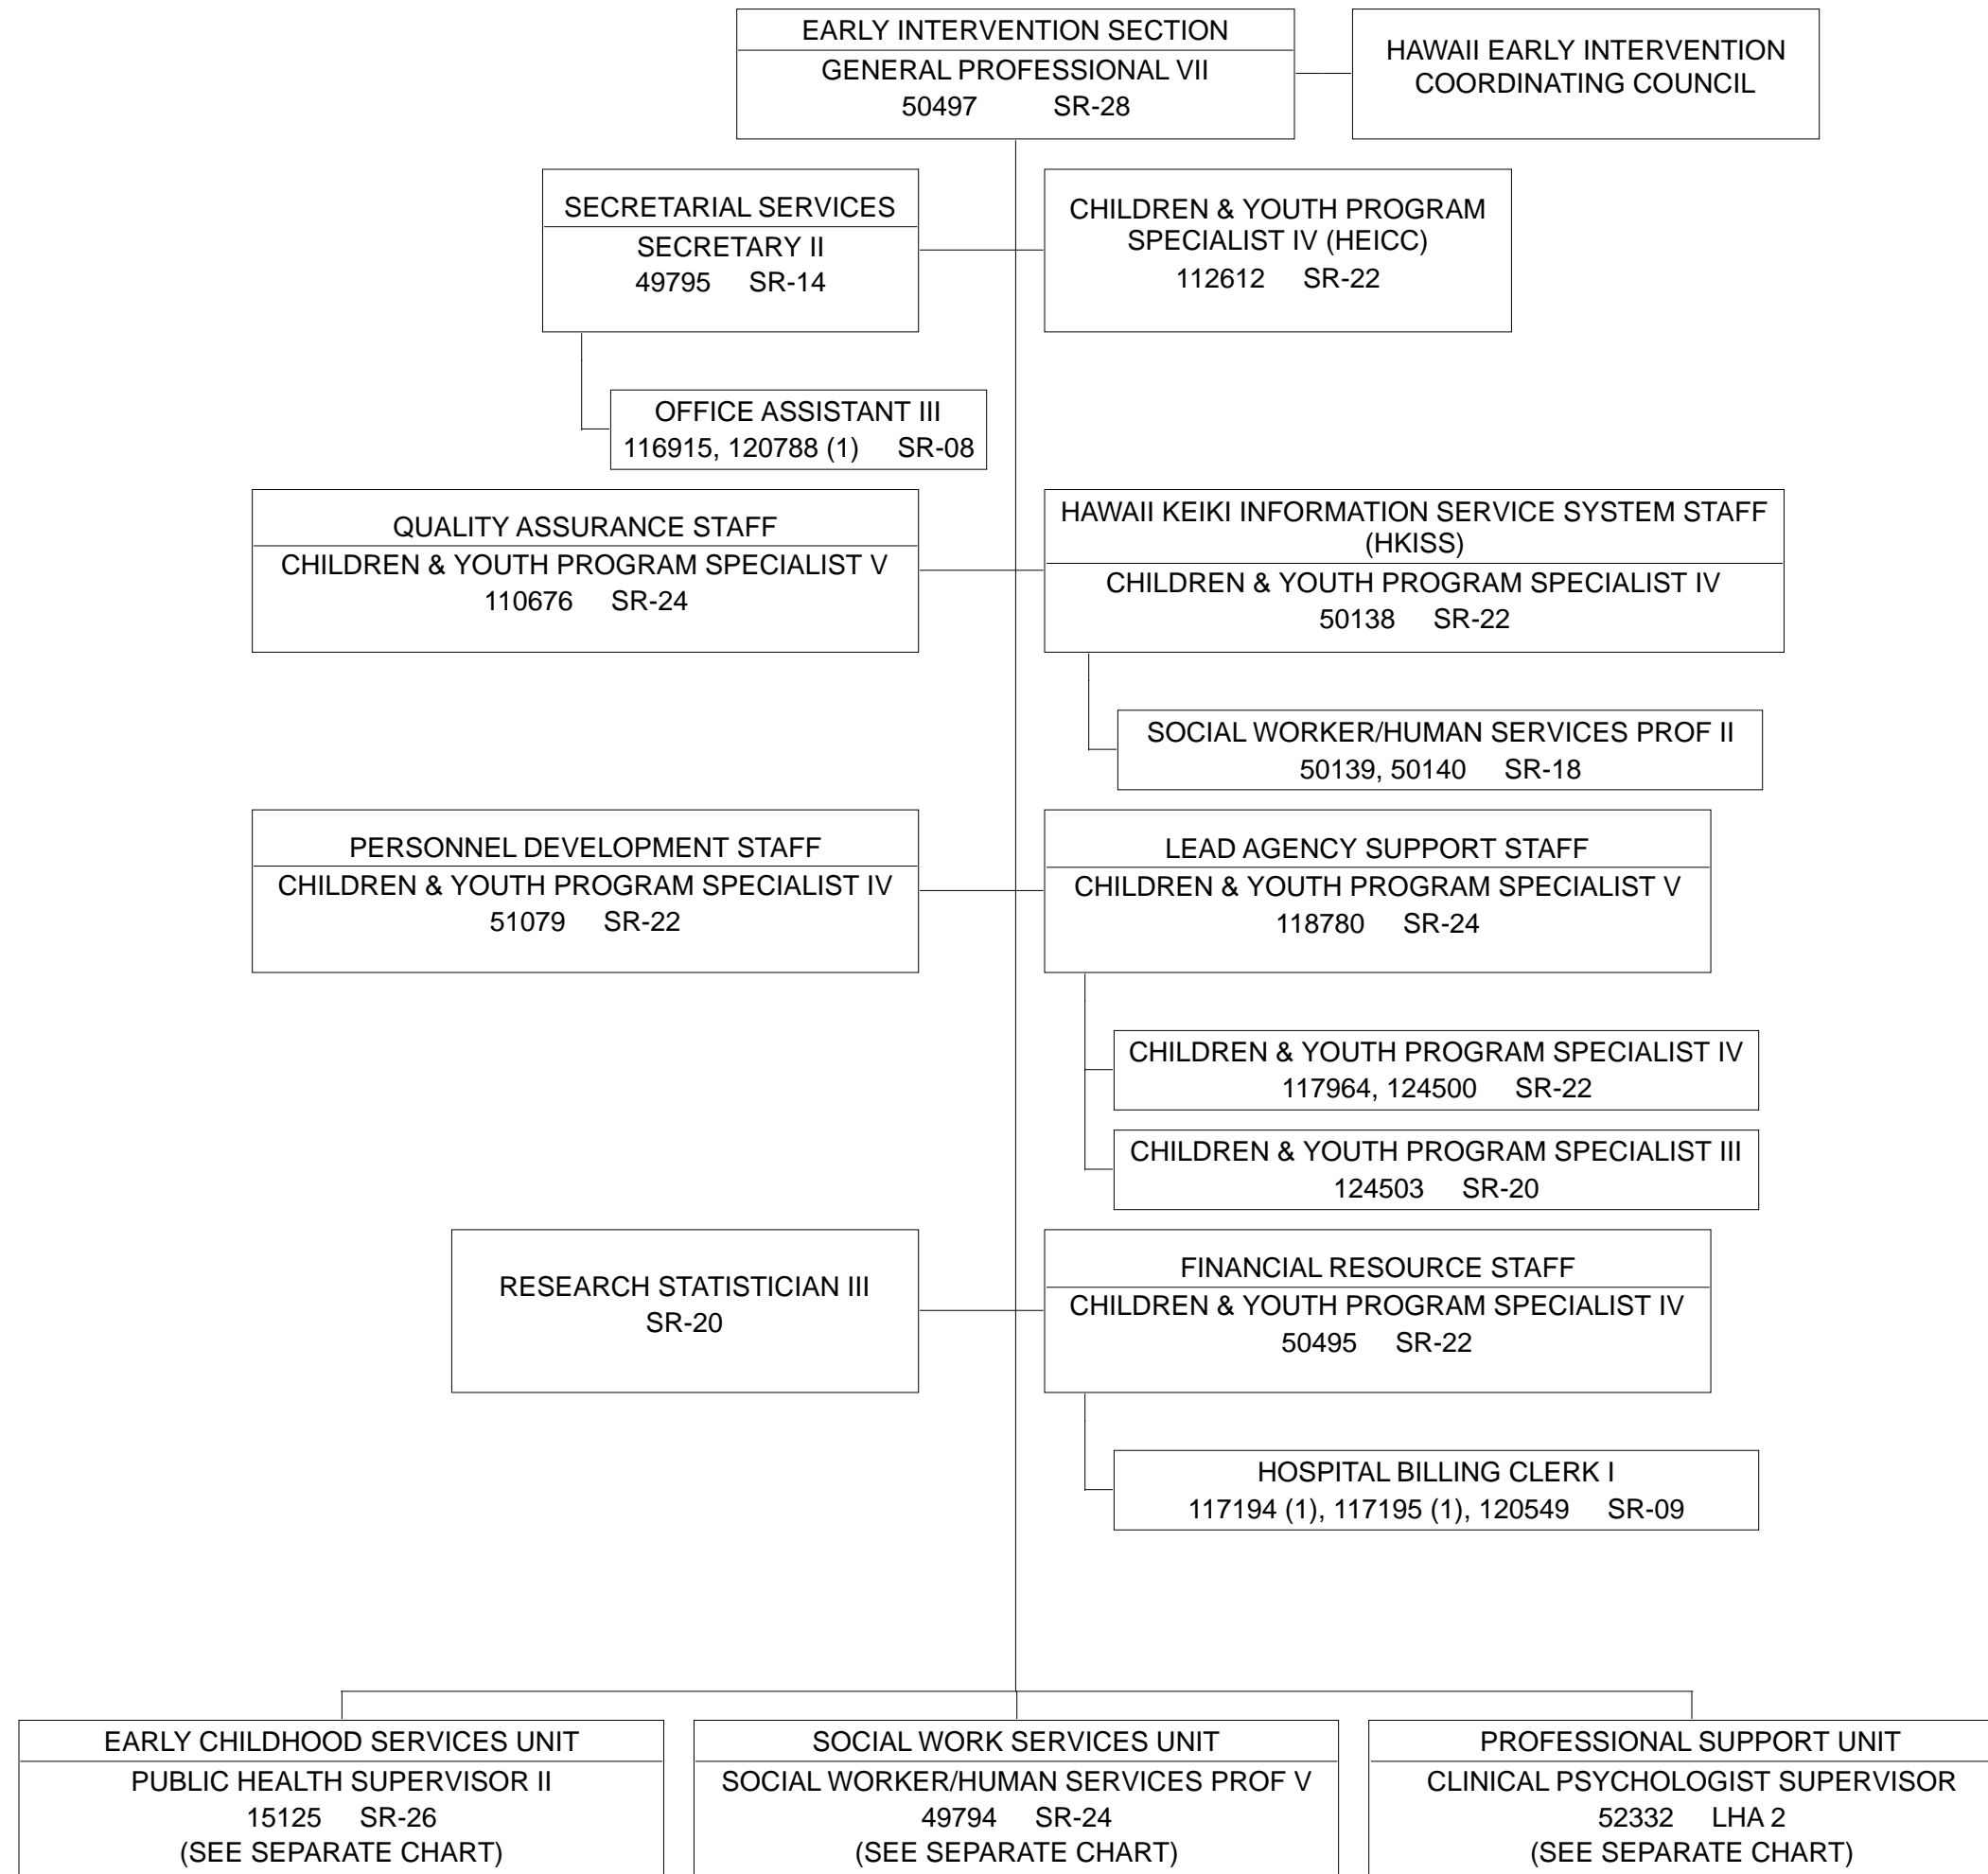 EARLY INTERVENTION SECTION
GENERAL PROFESSIONAL VII
50497 SR-28
HAWAII EARLY INTERVENTION
COORDINATING COUNCIL
SECRETARIAL SERVICES
SECRETARY II
49795 SR-14
CHILDREN & YOUTH PROGRAM
SPECIALIST IV (HEICC)
112612 SR-22
OFFICE ASSISTANT III
116915, 120788 (1) SR-08
QUALITY ASSURANCE STAFF
CHILDREN & YOUTH PROGRAM SPECIALIST V
110676 SR-24
HAWAII KEIKI INFORMATION SERVICE SYSTEM STAFF
(HKISS)
CHILDREN & YOUTH PROGRAM SPECIALIST IV
50138 SR-22
SOCIAL WORKER/HUMAN SERVICES PROF II
50139, 50140 SR-18
PERSONNEL DEVELOPMENT STAFF
CHILDREN & YOUTH PROGRAM SPECIALIST IV
51079 SR-22
LEAD AGENCY SUPPORT STAFF
CHILDREN & YOUTH PROGRAM SPECIALIST V
118780 SR-24
CHILDREN & YOUTH PROGRAM SPECIALIST IV
117964, 124500 SR-22
CHILDREN & YOUTH PROGRAM SPECIALIST III
124503 SR-20
RESEARCH STATISTICIAN III
SR-20
FINANCIAL RESOURCE STAFF
CHILDREN & YOUTH PROGRAM SPECIALIST IV
50495 SR-22
HOSPITAL BILLING CLERK I
117194 (1), 117195 (1), 120549 SR-09
EARLY CHILDHOOD SERVICES UNIT
PUBLIC HEALTH SUPERVISOR II
15125 SR-26
(SEE SEPARATE CHART)
SOCIAL WORK SERVICES UNIT
SOCIAL WORKER/HUMAN SERVICES PROF V
49794 SR-24
(SEE SEPARATE CHART)
PROFESSIONAL SUPPORT UNIT
CLINICAL PSYCHOLOGIST SUPERVISOR
52332 LHA 2
(SEE SEPARATE CHART)